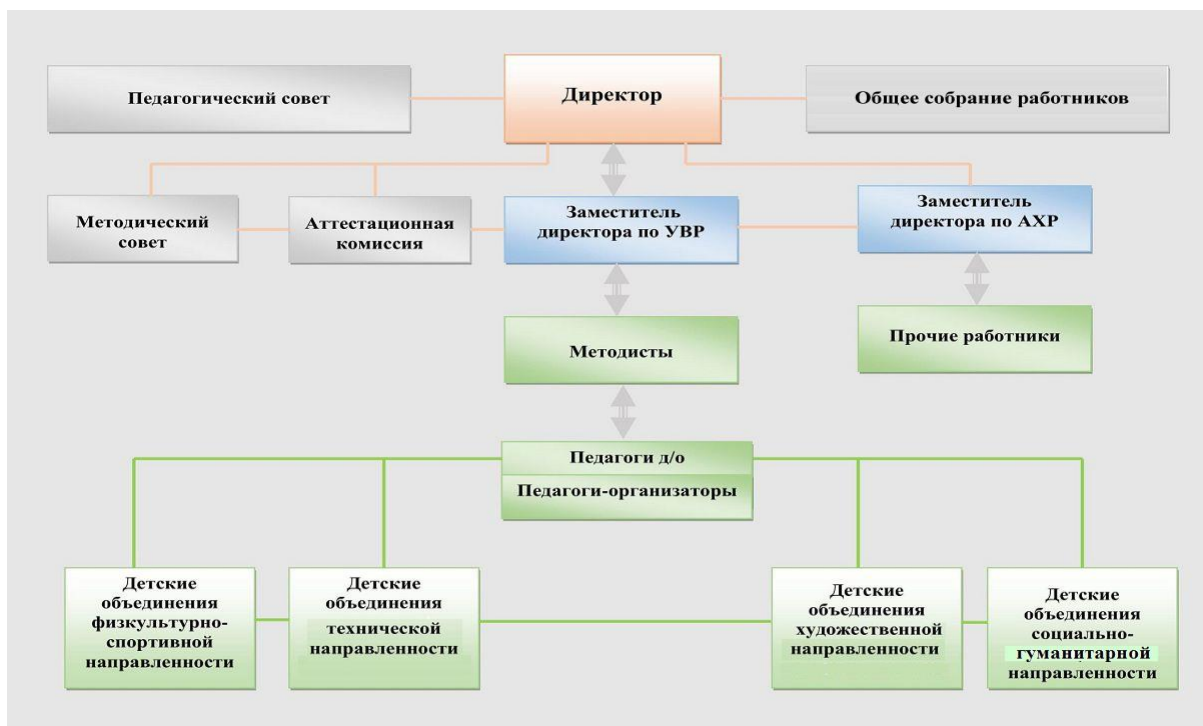 Педагогический совет
Директор
Общее собрание работников
Методический
совет
Аттестационная
комиссия
Заместитель
директора по УВР
Заместитель
директора по АХР
Методисты
Прочие работники
Педагоги д/о
Педагоги-организаторы
Детские
объединения
физкультурно-
спортивной
направленности
Детские
объединения
технической
направленности
Детские
объединения
художественной
направленности
Детские
объединения
социально-
гуманитарной
направленности